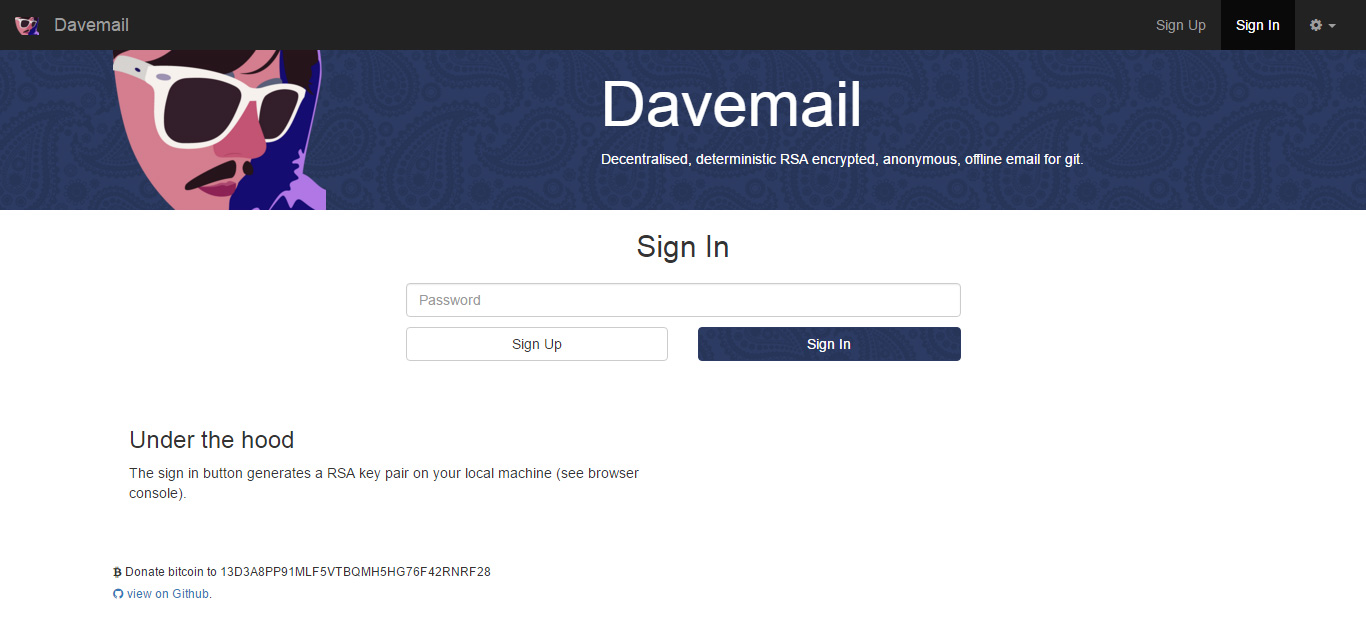 Davemail
Sign Up
Sign In
Davemail
Decentralised, deterministic RSA encrypted, anonymous, offline email for git.
Sign In
Password
Sign Up
Sign In
Under the hood
The sign in button generates a RSA key pair on your local machine (see browser
console).
Donate bitcoin to 13D3A8PP91MLF5VTBQMH5HG76F42RNRF28
view on Github.